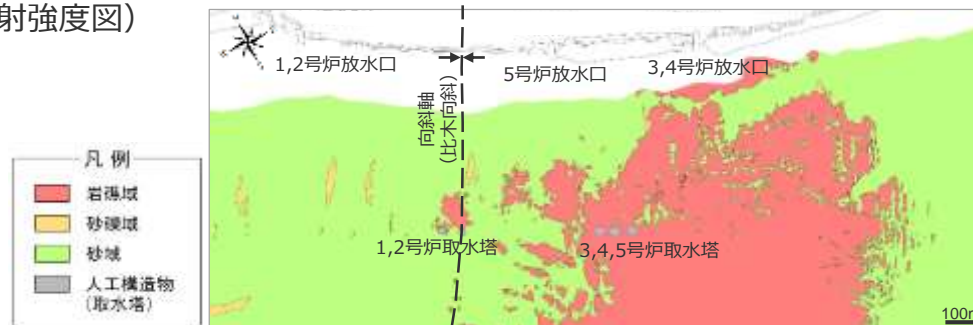 射強度図）
1,2号炉放水口
5号炉放水口
3,4号炉放水口
向斜軸
（比木向斜）
凡 例
岩礁域
砂礫域
砂域
人工構造物
（取水塔）
1,2号炉取水塔
3,4,5号炉取水塔
100m